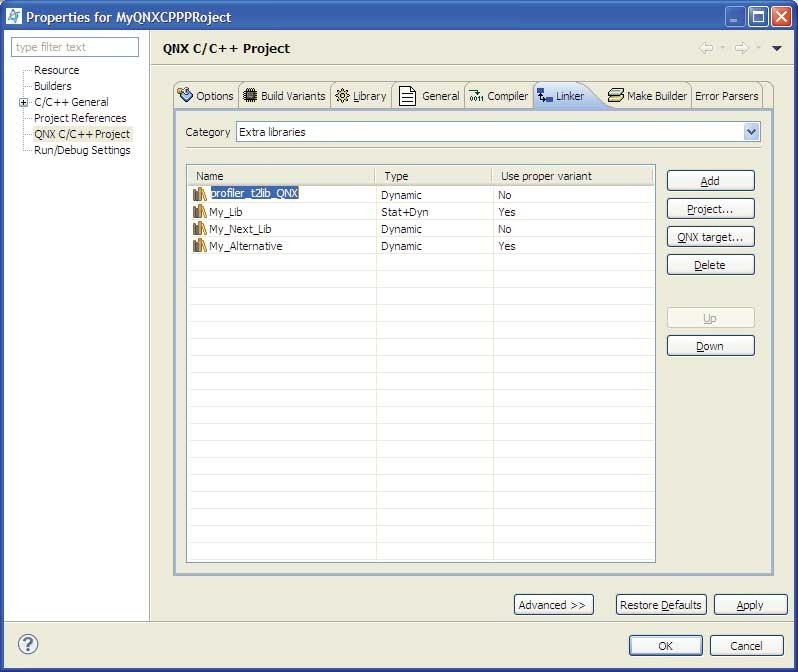 Properties for MyQNXCPPPRoject
type filter text
Resource
Builders
C/C++ General
Project References
QNX C/C++ Project
Run/Debug Settings
QNX C/C++ Project
Options Build Variants Library General Compiler Linker Make Builder Error Parsers
Category Extra libraries
Name Type Use proper variant
profiler_t2lib_QNX Dynamic No
My_Lib Stat+Dyn Yes
My_Next_Lib Dynamic No
My_Alternative Dynamic Yes
Add
Project...
QNX target...
Delete
Up
Down
Advanced >> Restore Defaults Apply
? OK Cancel